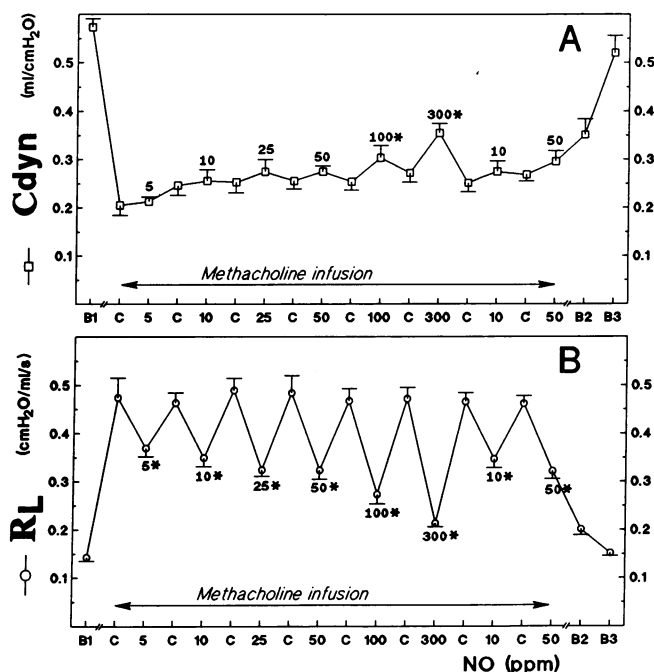 A
Cdyn (ml/cmH2O)
0.5 0.5
0.4 0.4
0.3 0.3
0.2 0.2
0.1 0.1
5 10 25 50 100* 300* 10 50
Methacholine infusion
B1 C 5 C 10 C 25 C 50 C 100 C 300 C 10 C 50 B2 B3
B
RL (cmH2O/ml/s)
0.5 0.5
0.4 0.4
0.3 0.3
0.2 0.2
0.1 0.1
5* 10* 25* 50* 100* 300* 10* 50*
Methacholine infusion
B1 C 5 C 10 C 25 C 50 C 100 C 300 C 10 C 50 B2 B3
NO (ppm)